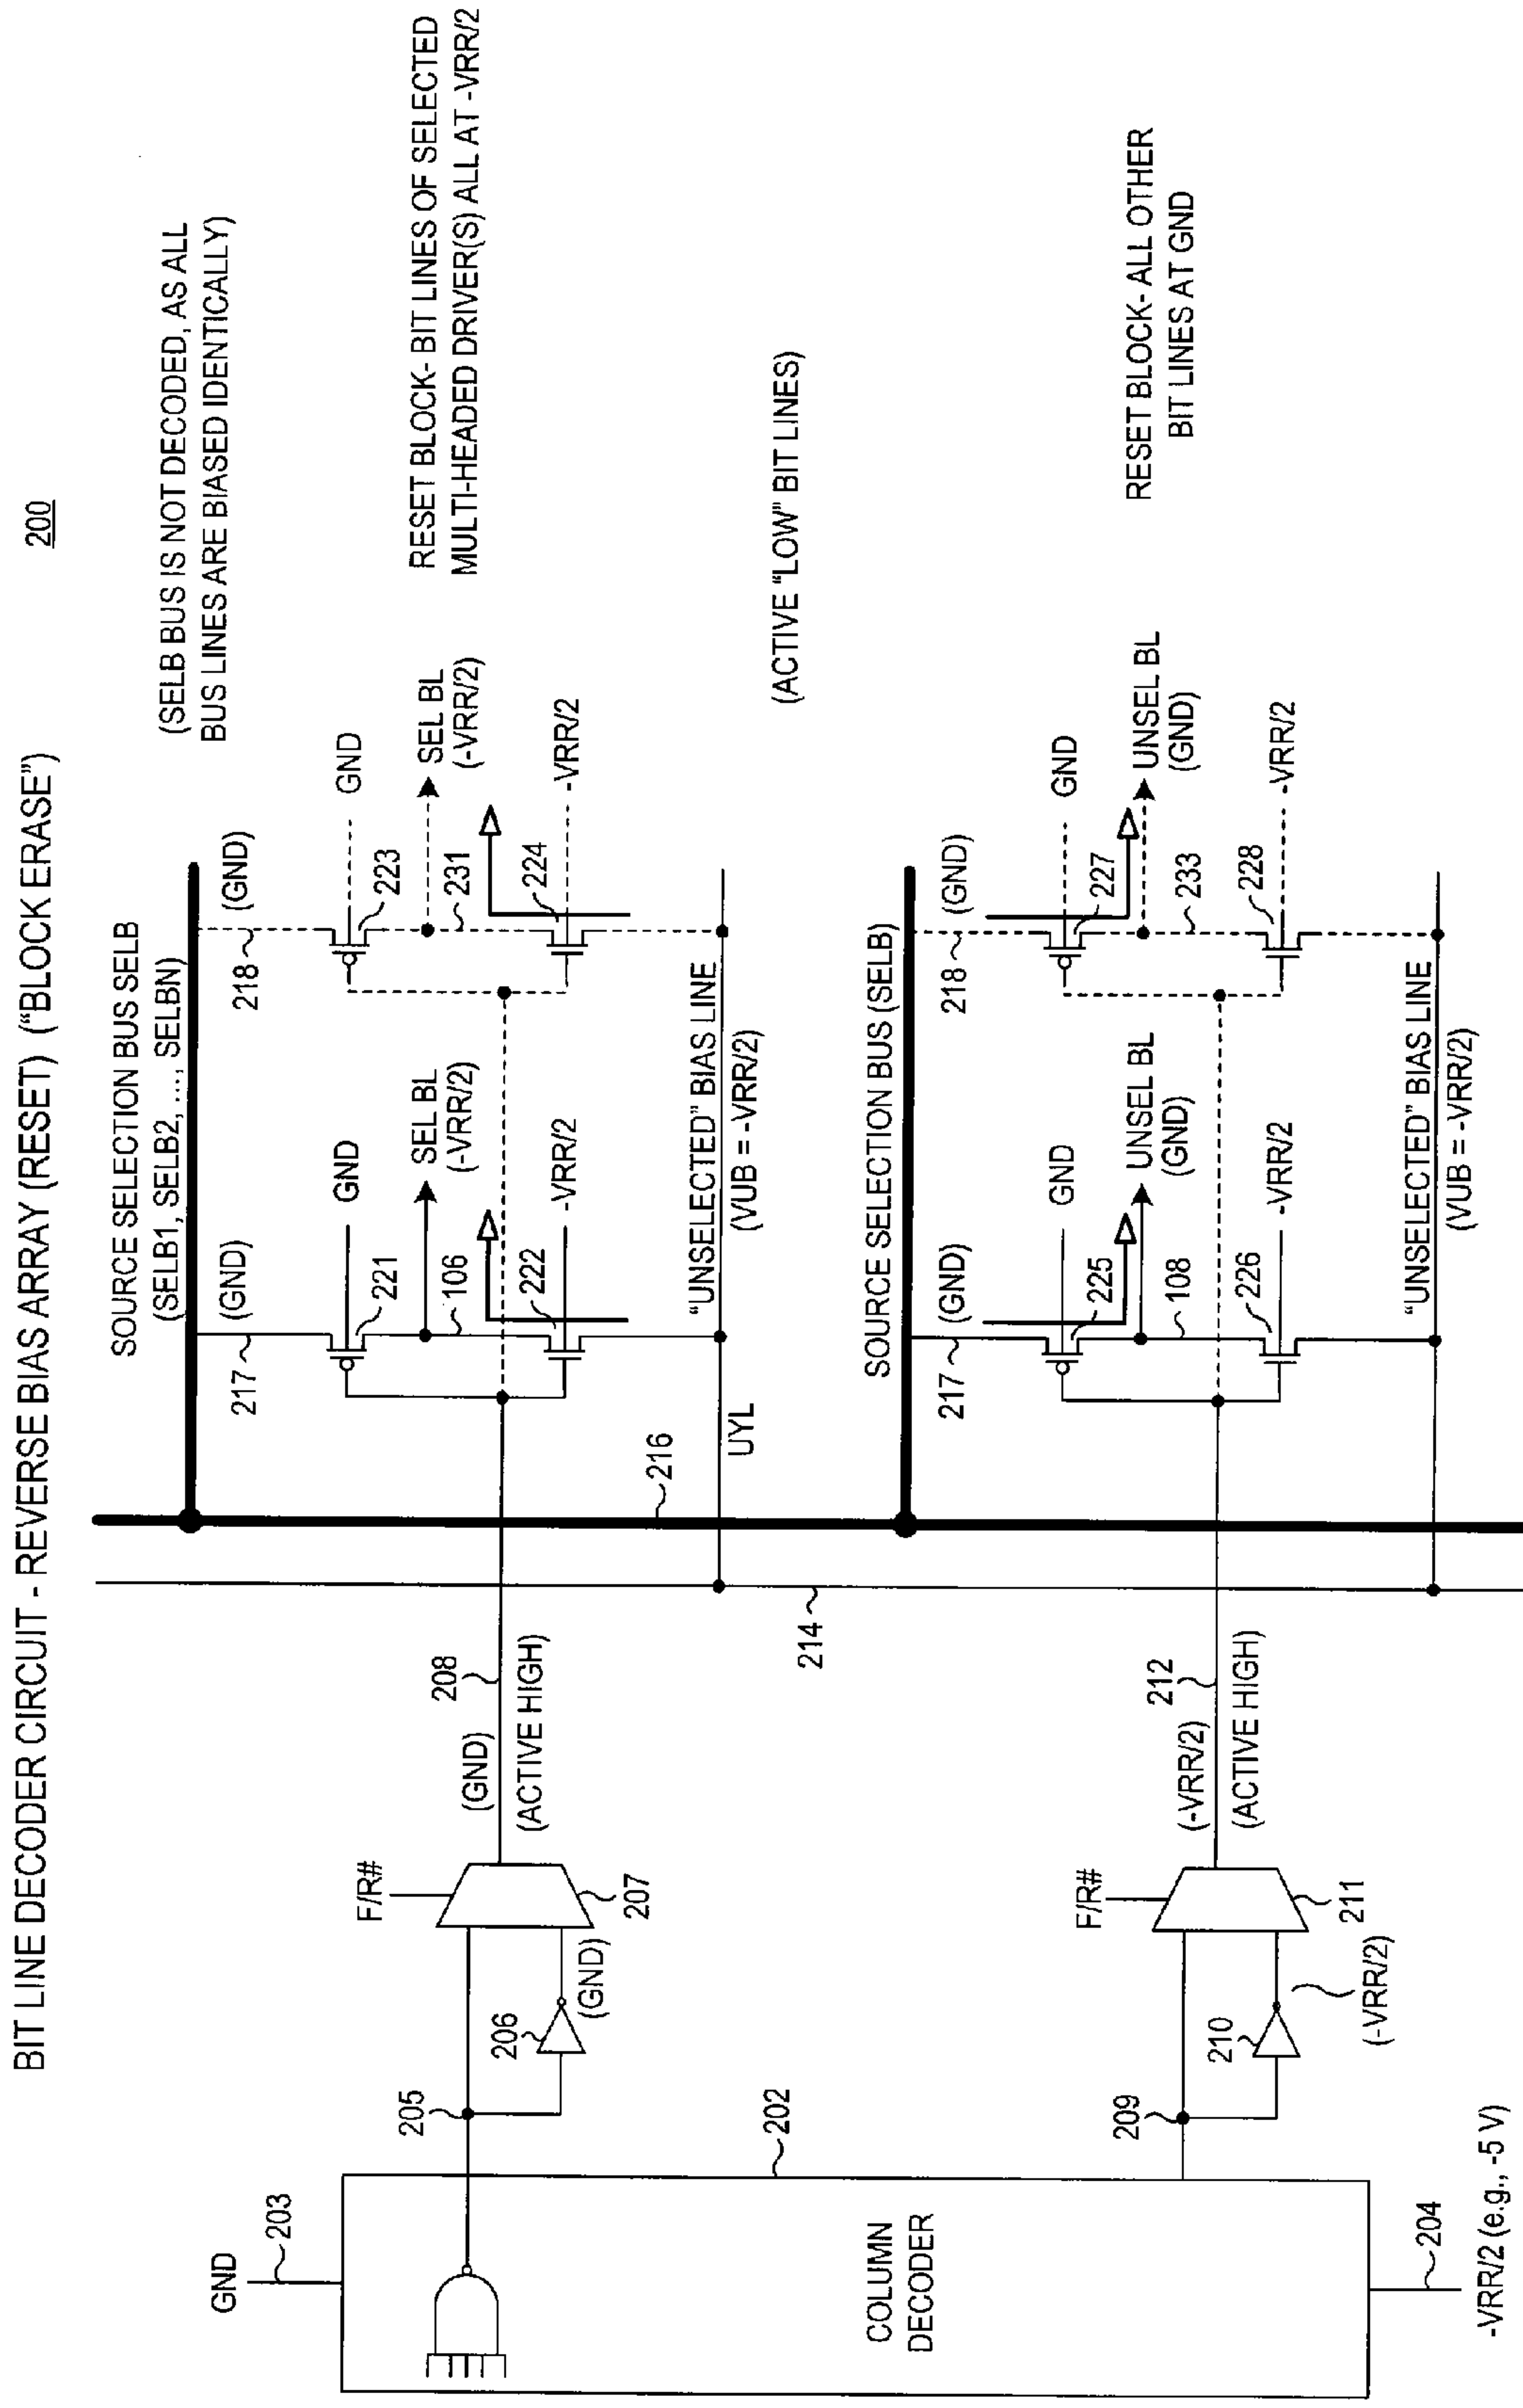 BIT LINE DECODER CIRCUIT - REVERSE BIAS ARRAY (RESET) ("BLOCK ERASE")
200
SOURCE SELECTION BUS SELB
(SELB1, SELB2, ..., SELBN)
(SELB BUS IS NOT DECODED, AS ALL
BUS LINES ARE BIASED IDENTICALLY)
217
(GND)
218
(GND)
GND
203
F/R#
GND
221
GND
223
SEL BL
(-VRR/2)
SEL BL
(-VRR/2)
RESET BLOCK- BIT LINES OF SELECTED
MULTI-HEADED DRIVER(S) ALL AT -VRR/2
205
206
(GND)
207
(GND)
208
(ACTIVE HIGH)
106
231
222
-VRR/2
224
-VRR/2
216
UYL
"UNSELECTED" BIAS LINE
(VUB = -VRR/2)
202
214
(ACTIVE "LOW" BIT LINES)
COLUMN
DECODER
SOURCE SELECTION BUS (SELB)
217
(GND)
218
(GND)
F/R#
GND
225
GND
227
UNSEL BL
(GND)
UNSEL BL
(GND)
RESET BLOCK- ALL OTHER
BIT LINES AT GND
209
210
(-VRR/2)
211
(-VRR/2)
212
(ACTIVE HIGH)
108
233
226
-VRR/2
228
-VRR/2
"UNSELECTED" BIAS LINE
(VUB = -VRR/2)
204
-VRR/2 (e.g., -5 V)